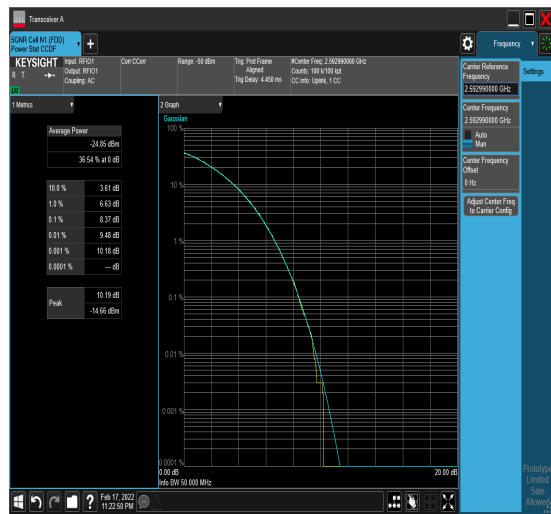 Transceiver A
5GNR Cell N1 (FDD)
Power Stat CCDF
Frequency
KEYSIGHT
R T
LXI
Input: RFIO1
Output: RFIO1
Coupling: AC
Corr CCorr
Range: -50 dBm
Trig: Prot Frame
Aligned
Trig Delay: 4.450 ms
#Center Freq: 2.592990000 GHz
Counts: 100 k/100 kpt
CC Info: Uplink, 1 CC
Carrier Reference
Frequency
2.592990000 GHz
Settings
Center Frequency
2.592990000 GHz
Auto
Man
Center Frequency
Offset
0 Hz
Adjust Center Freq
to Carrier Config
1 Metrics
Average Power
-24.85 dBm
36.54 % at 0 dB
10.0 % 3.61 dB
1.0 % 6.63 dB
0.1 % 8.37 dB
0.01 % 9.48 dB
0.001 % 10.18 dB
0.0001 % --- dB
Peak
10.19 dB
-14.66 dBm
2 Graph
Gaussian
100 %
10 %
1 %
0.1 %
0.01 %
0.001 %
0.0001 %
0.00 dB
20.00 dB
Info BW 50.000 MHz
Prototype
Limited
Sale
Allowed
Feb 17, 2022
11:22:50 PM